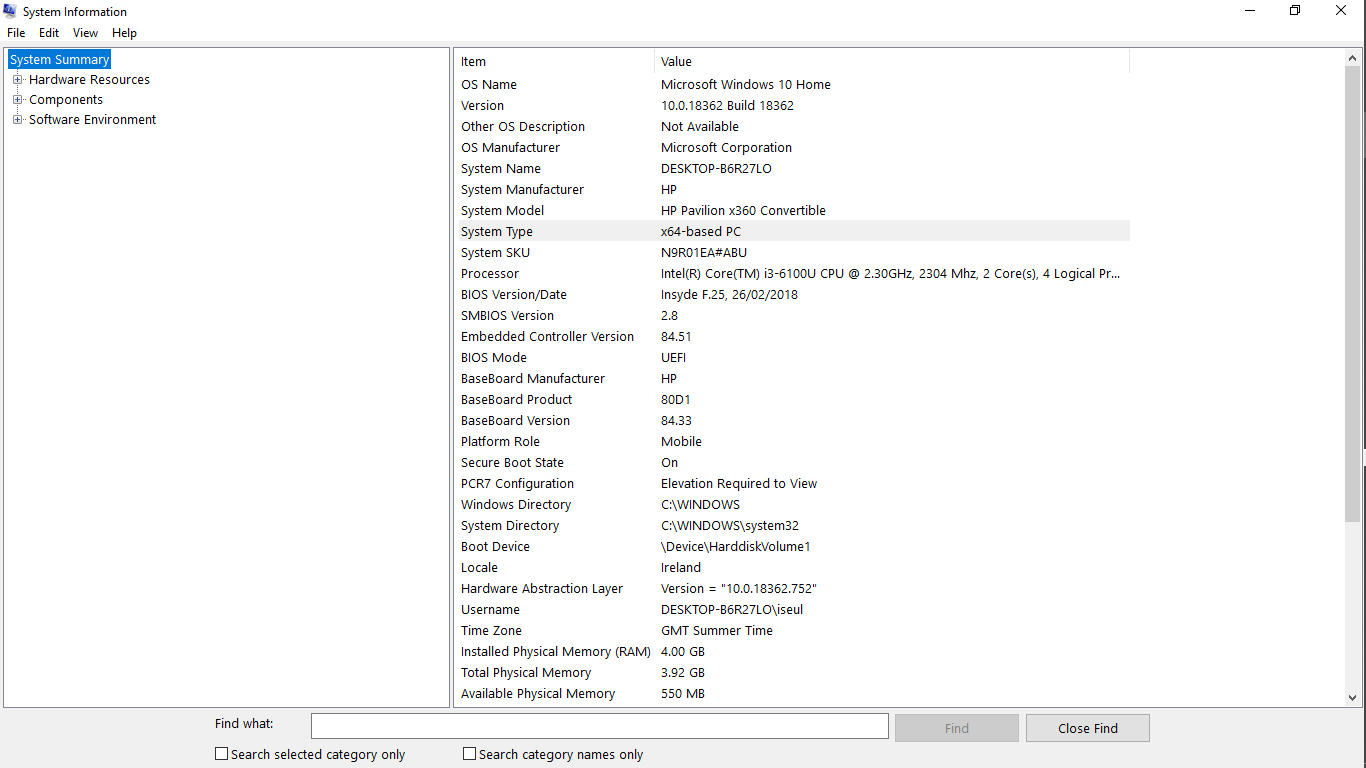 System Information
File Edit View Help
System Summary
Hardware Resources
Components
Software Environment
Item Value
OS Name Microsoft Windows 10 Home
Version 10.0.18362 Build 18362
Other OS Description Not Available
OS Manufacturer Microsoft Corporation
System Name DESKTOP-B6R27LO
System Manufacturer HP
System Model HP Pavilion x360 Convertible
System Type x64-based PC
System SKU N9R01EA#ABU
Processor Intel(R) Core(TM) i3-6100U CPU @ 2.30GHz, 2304 Mhz, 2 Core(s), 4 Logical Pr...
BIOS Version/Date Insyde F.25, 26/02/2018
SMBIOS Version 2.8
Embedded Controller Version 84.51
BIOS Mode UEFI
BaseBoard Manufacturer HP
BaseBoard Product 80D1
BaseBoard Version 84.33
Platform Role Mobile
Secure Boot State On
PCR7 Configuration Elevation Required to View
Windows Directory C:\WINDOWS
System Directory C:\WINDOWS\system32
Boot Device \Device\HarddiskVolume1
Locale Ireland
Hardware Abstraction Layer Version = "10.0.18362.752"
Username DESKTOP-B6R27LO\iseul
Time Zone GMT Summer Time
Installed Physical Memory (RAM) 4.00 GB
Total Physical Memory 3.92 GB
Available Physical Memory 550 MB
Find what: Find Close Find
Search selected category only Search category names only